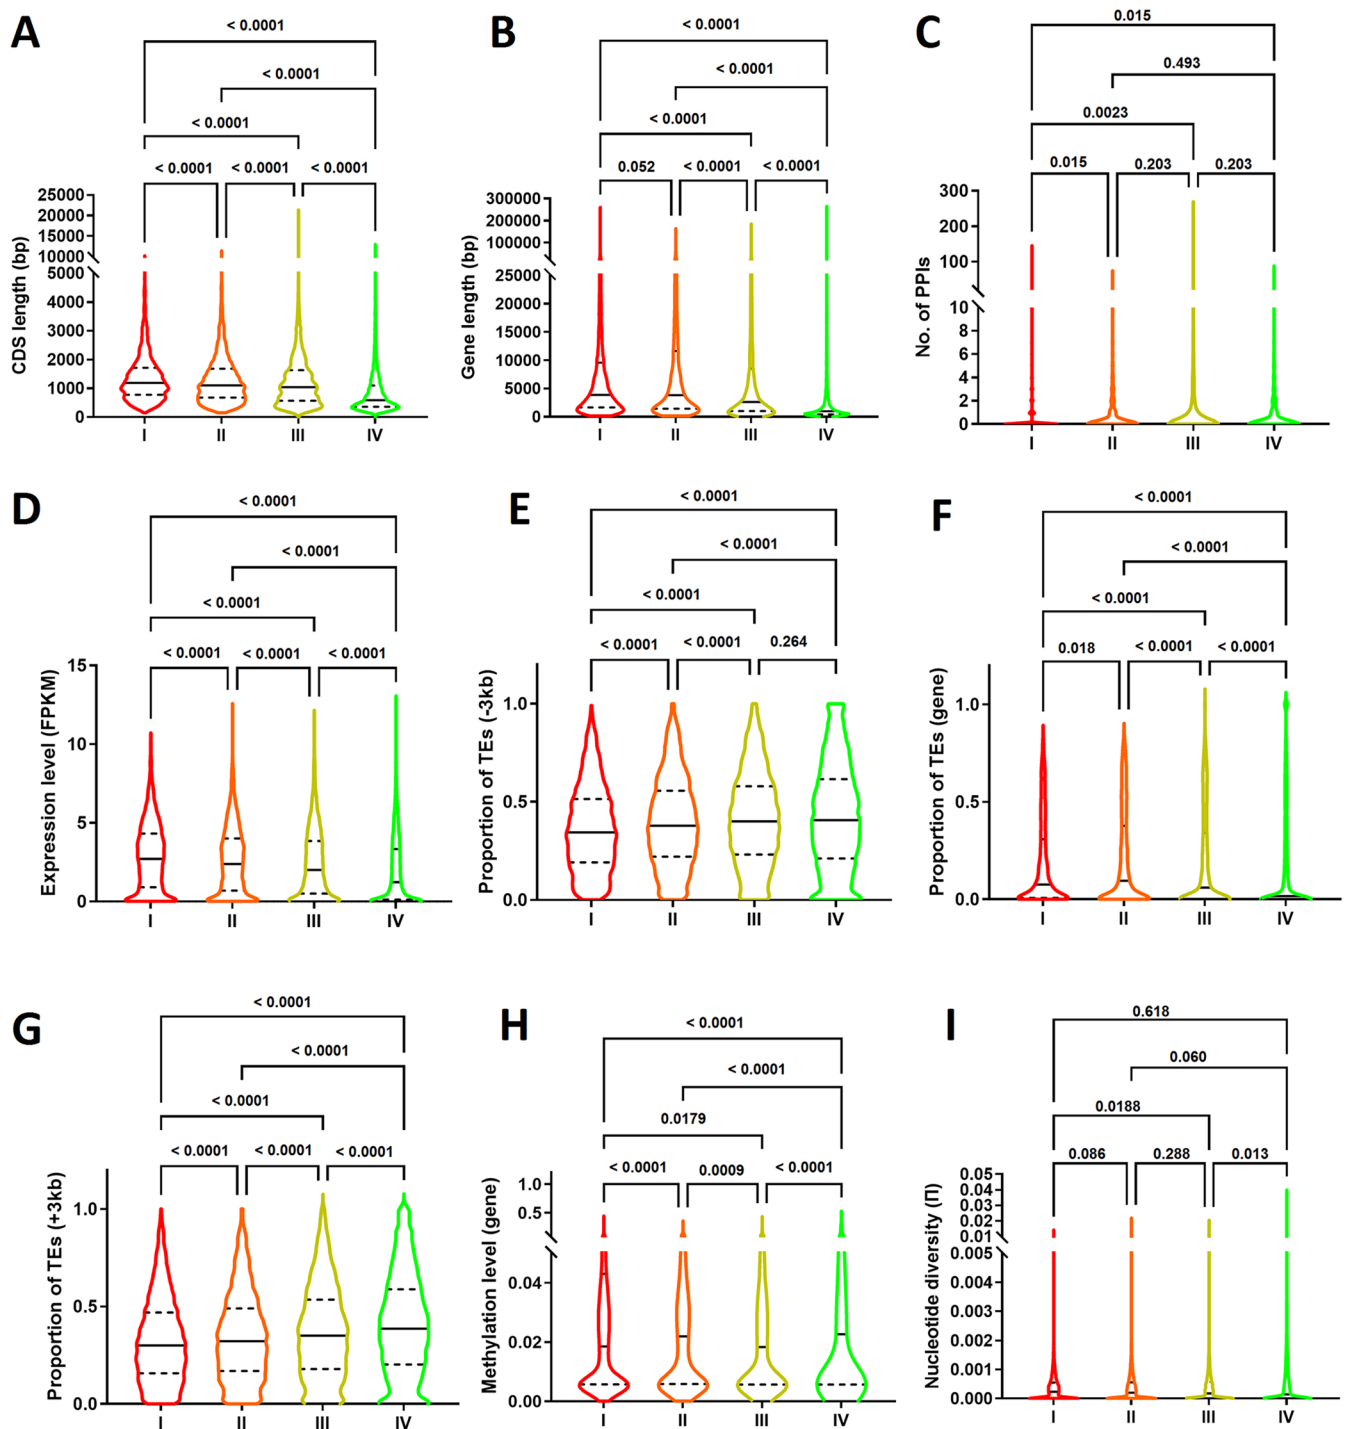 A
< 0.0001
< 0.0001
< 0.0001
< 0.0001 < 0.0001 < 0.0001
CDS length (bp)
25000
20000
15000
10000
5000
4000
3000
2000
1000
0
I II III IV
B
< 0.0001
< 0.0001
< 0.0001
0.052 < 0.0001 < 0.0001
Gene length (bp)
300000
200000
100000
25000
20000
15000
10000
5000
0
I II III IV
C
0.015
0.493
0.0023
0.015 0.203 0.203
No. of PPIs
300
200
100
10
8
6
4
2
0
I II III IV
D
< 0.0001
< 0.0001
< 0.0001
< 0.0001 < 0.0001 < 0.0001
Expression level (FPKM)
15
10
5
0
I II III IV
E
< 0.0001
< 0.0001
< 0.0001
< 0.0001 < 0.0001 0.264
Proportion of TEs (-3kb)
1.0
0.5
0.0
I II III IV
F
< 0.0001
< 0.0001
< 0.0001
0.018 < 0.0001 < 0.0001
Proportion of TEs (gene)
1.0
0.5
0.0
I II III IV
G
< 0.0001
< 0.0001
< 0.0001
< 0.0001 < 0.0001 < 0.0001
Proportion of TEs (+3kb)
1.0
0.5
0.0
I II III IV
H
< 0.0001
< 0.0001
0.0179
< 0.0001 0.0009 < 0.0001
Methylation level (gene)
1.0
0.5
0.04
0.02
0.00
I II III IV
I
0.618
0.060
0.0188
0.086 0.288 0.013
Nucleotide diversity (Π)
0.05
0.04
0.03
0.02
0.01
0.005
0.004
0.003
0.002
0.001
0.000
I II III IV